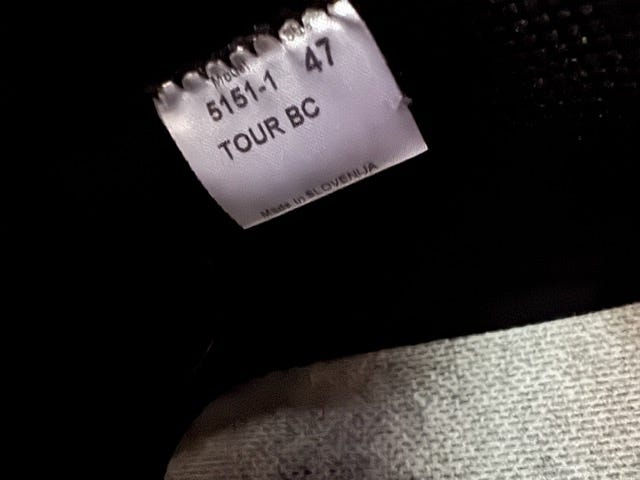 Model
5151-1 47
TOUR BC
Made in SLOVENIJA